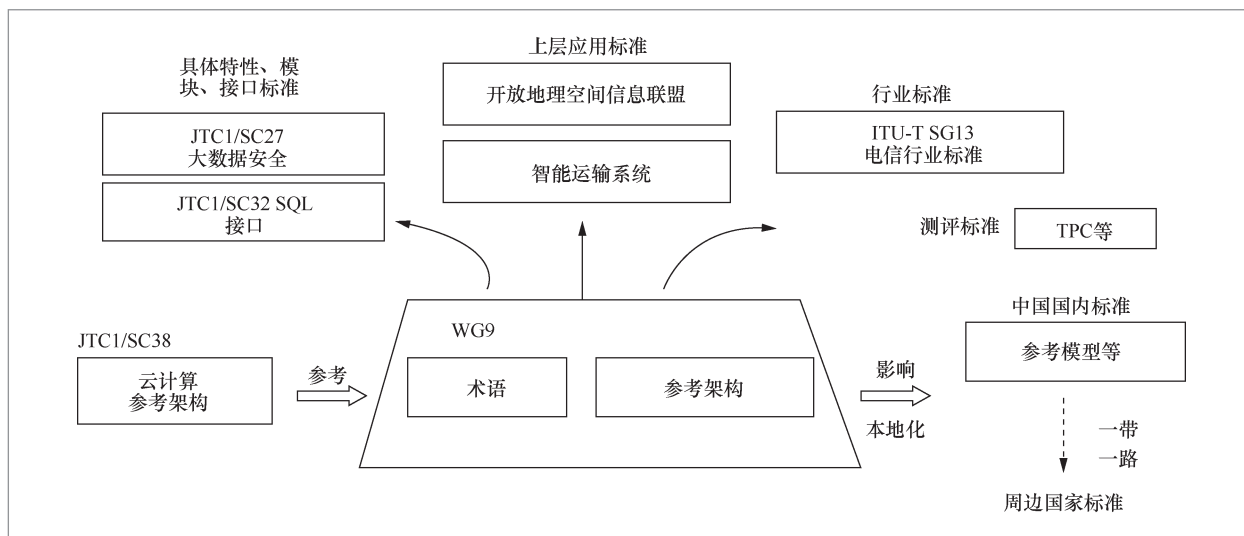 上层应用标准
具体特性、模
块、接口标准
开放地理空间信息联盟
行业标准
JTC1/SC27
大数据安全
ITU-T SG13
电信行业标准
智能运输系统
JTC1/SC32 SQL
接口
测评标准
TPC等
中国国内标准
WG9
JTC1/SC38
参考模型等
云计算
参考架构
参考
术语
参考架构
影响
本地化
一带
一路
周边国家标准